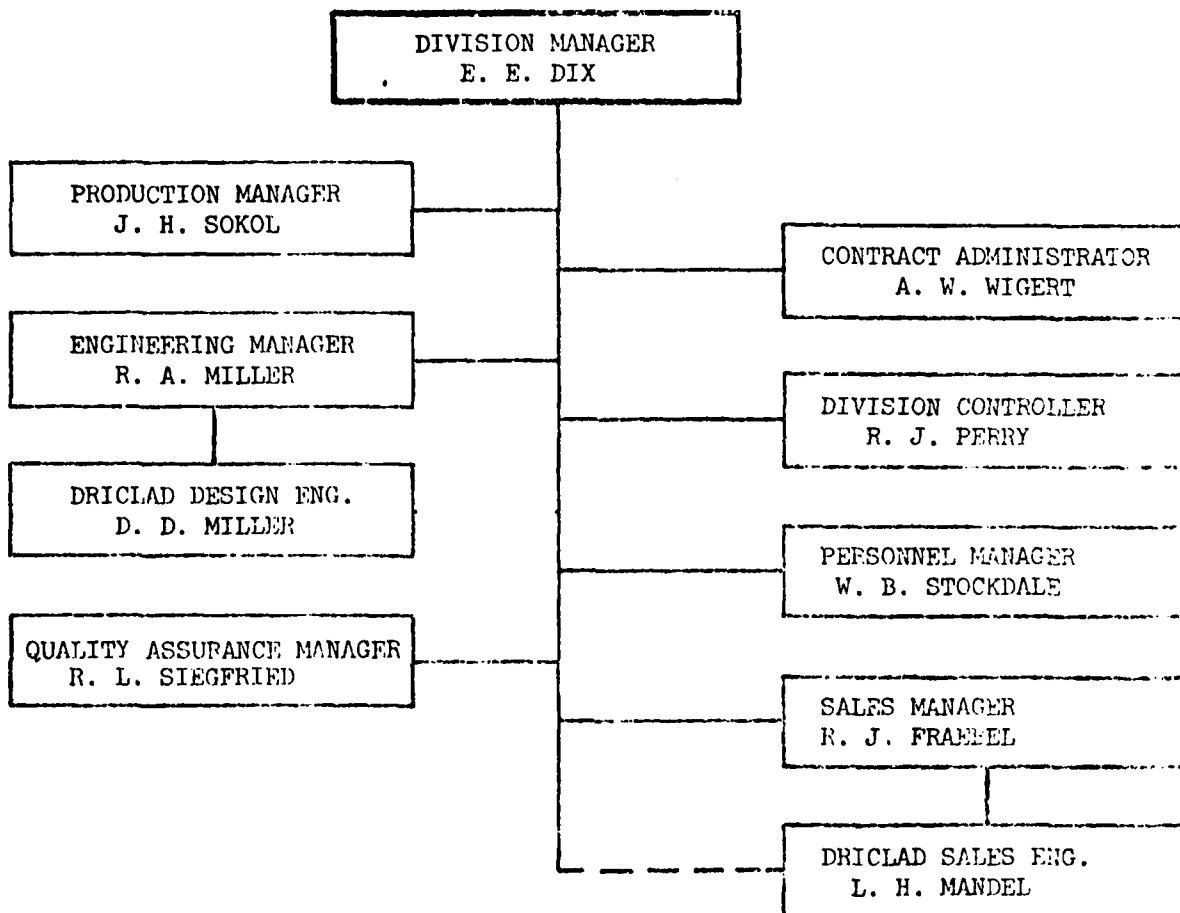 DIVISION MANAGER
E. E. DIX
PRODUCTION MANAGER
J. H. SOKOL
CONTRACT ADMINISTRATOR
A. W. WIGERT
ENGINEERING MANAGER
R. A. MILLER
DIVISION CONTROLLER
R. J. PERRY
DRICLAD DESIGN ENG.
D. D. MILLER
PERSONNEL MANAGER
W. B. STOCKDALE
QUALITY ASSURANCE MANAGER
R. L. SIEGFRIED
SALES MANAGER
R. J.
DRICLAD SALES ENG.
L. H. MANDEL